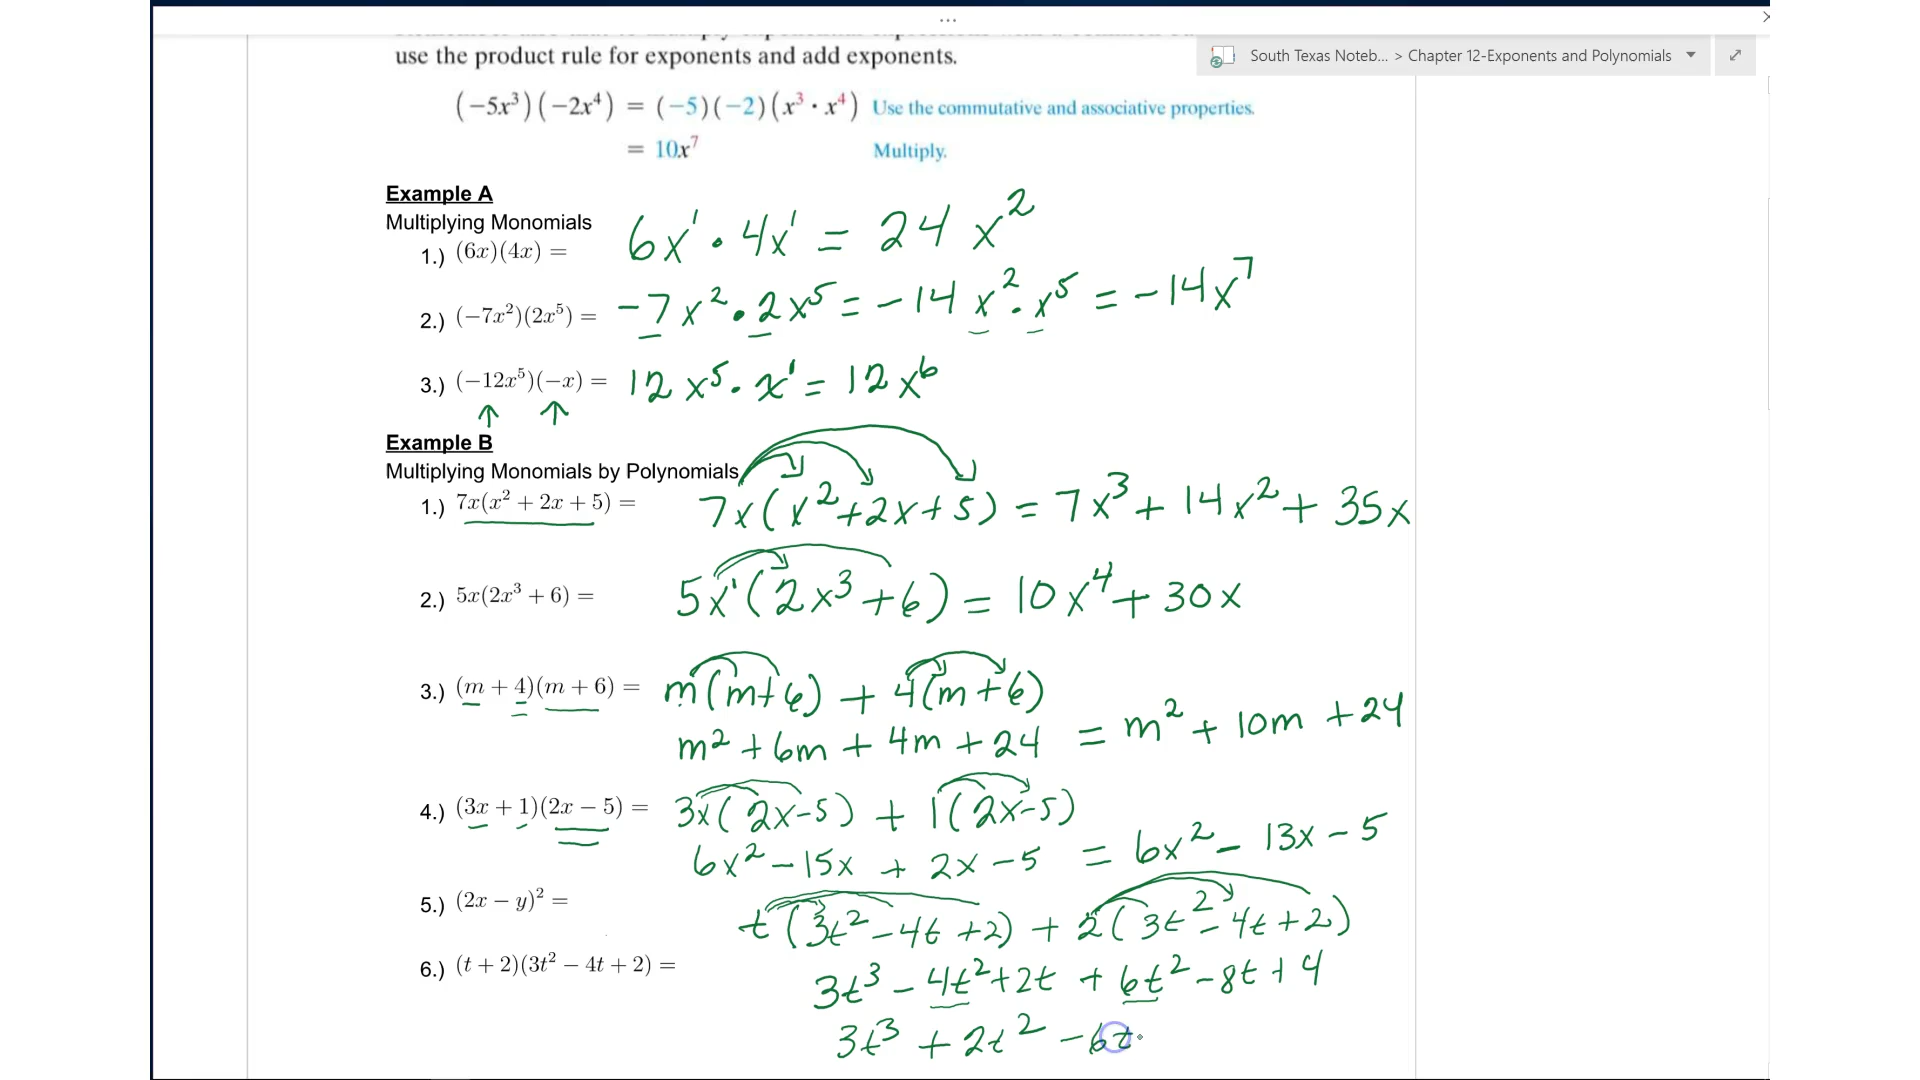 ...
use the product rule for exponents and add exponents.
South Texas Noteb... > Chapter 12-Exponents and Polynomials
(−5x³)(−2x⁴) = (−5)(−2)(x³ · x⁴) Use the commutative and associative properties.
= 10x⁷ Multiply.
Example A
Multiplying Monomials
1.) (6x)(4x) = 6x¹ · 4x¹ = 24 x²
2.) (−7x²)(2x⁵) = −7x² · 2x⁵ = −14 x² · x⁵ = −14x⁷
3.) (−12x⁵)(−x) = 12 x⁵ · x¹ = 12 x⁶
Example B
Multiplying Monomials by Polynomials
1.) 7x(x² + 2x + 5) = 7x(x² + 2x + 5) = 7x³ + 14x² + 35x
2.) 5x(2x³ + 6) = 5x¹(2x³ + 6) = 10x⁴ + 30x
3.) (m + 4)(m + 6) = m(m + 6) + 4(m + 6)
m² + 6m + 4m + 24 = m² + 10m + 24
4.) (3x + 1)(2x − 5) = 3x(2x − 5) + 1(2x − 5)
6x² − 15x + 2x − 5 = 6x² − 13x − 5
5.) (2x − y)² =
t(3t² − 4t + 2) + 2(3t² − 4t + 2)
6.) (t + 2)(3t² − 4t + 2) =
3t³ − 4t² + 2t + 6t² − 8t + 4
3t³ + 2t² − 6t